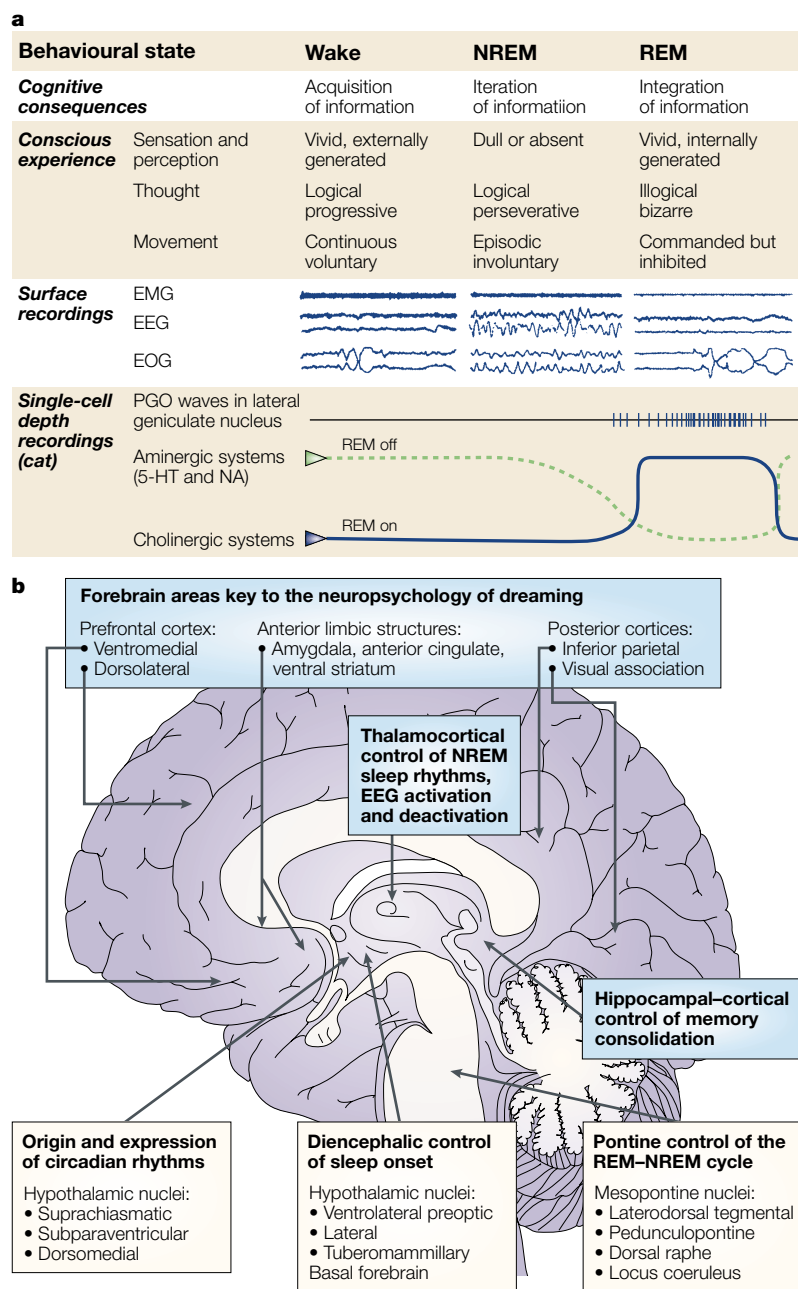 a
Behavioural state Wake NREM REM
Cognitive consequences
Acquisition of information
Iteration of informatiion
Integration of information
Conscious experience
Sensation and perception
Vivid, externally generated
Dull or absent
Vivid, internally generated
Thought
Logical progressive
Logical perseverative
Illogical bizarre
Movement
Continuous voluntary
Episodic involuntary
Commanded but inhibited
Surface recordings
EMG
EEG
EOG
Single-cell depth recordings (cat)
PGO waves in lateral geniculate nucleus
Aminergic systems (5-HT and NA)
REM off
Cholinergic systems
REM on
b
Forebrain areas key to the neuropsychology of dreaming
Prefrontal cortex:
• Ventromedial
• Dorsolateral
Anterior limbic structures:
• Amygdala, anterior cingulate,
ventral striatum
Posterior cortices:
• Inferior parietal
• Visual association
Thalamocortical
control of NREM
sleep rhythms,
EEG activation
and deactivation
Hippocampal–cortical
control of memory
consolidation
Origin and expression
of circadian rhythms
Hypothalamic nuclei:
• Suprachiasmatic
• Subparaventricular
• Dorsomedial
Diencephalic control
of sleep onset
Hypothalamic nuclei:
• Ventrolateral preoptic
• Lateral
• Tuberomammillary
Basal forebrain
Pontine control of the
REM–NREM cycle
Mesopontine nuclei:
• Laterodorsal tegmental
• Pedunculopontine
• Dorsal raphe
• Locus coeruleus